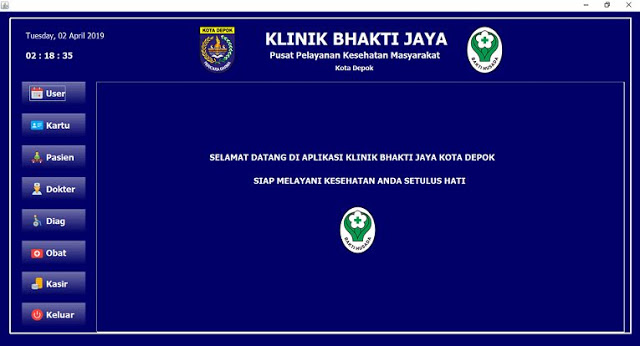 Tuesday, 02 April 2019
02 : 18 : 35
KOTA DEPOK
KLINIK BHAKTI JAYA
Pusat Pelayanan Kesehatan Masyarakat
Kota Depok
BAKTI HUSADA
User
Kartu
Pasien
Dokter
Diag
Obat
Kasir
Keluar
SELAMAT DATANG DI APLIKASI KLINIK BHAKTI JAYA KOTA DEPOK
SIAP MELAYANI KESEHATAN ANDA SETULUS HATI
BAKTI HUSADA